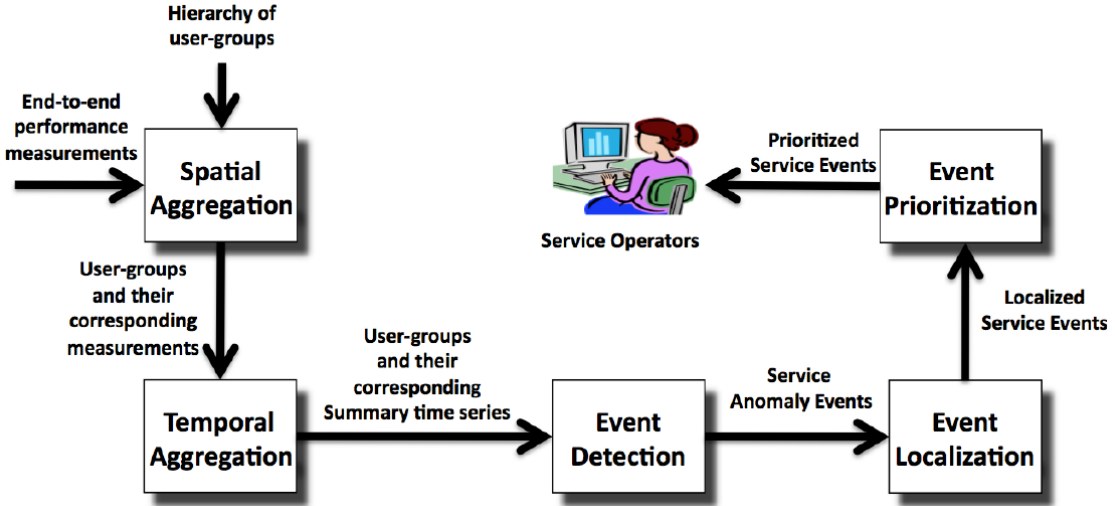 Hierarchy of
user-groups
End-to-end
performance
measurements
Spatial
Aggregation
User-groups
and their
corresponding
measurements
Temporal
Aggregation
User-groups
and their
corresponding
Summary time series
Event
Detection
Service
Anomaly Events
Event
Localization
Localized
Service Events
Event
Prioritization
Prioritized
Service Events
Service Operators